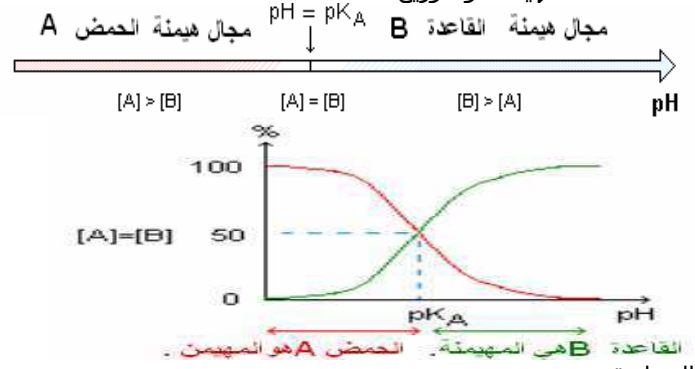 pH = pKA
مجال هيمنة الحمض A
مجال هيمنة القاعدة B
[A] > [B]
[A] = [B]
[B] > [A]
pH
%
100
[A]=[B] 50
0
pKA
pH
القاعدة B هي المهيمنة. الحمض A هو المهيمن .